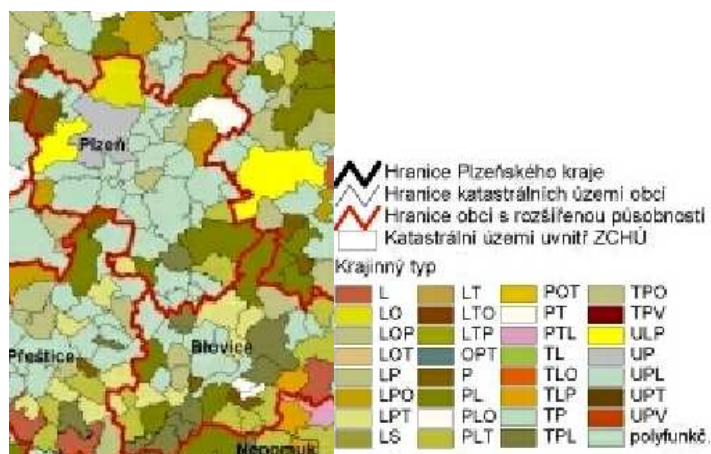 Plzeň
Přeštice
Blovice
Nepomuk
Hranice Plzeňského kraje
Hranice katastrálních území obcí
Hranice obcí s rozšířenou působností
Katastrální území uvnitř ZCHÚ
Krajinný typ
L LT POT TPO
LO LTO PT TPV
LOP LTP PTL ULP
LOT OPT TL UP
LP P TLO UPL
LPO PL TLP UPT
LPT PLO TP UPV
LS PLT TPL polyfunkč.